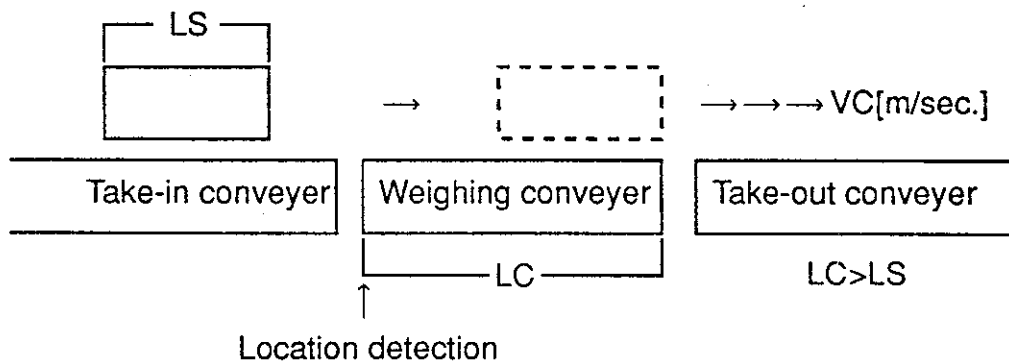 LS
VC[m/sec.]
Take-in conveyer
Weighing conveyer
Take-out conveyer
LC
LC>LS
Location detection